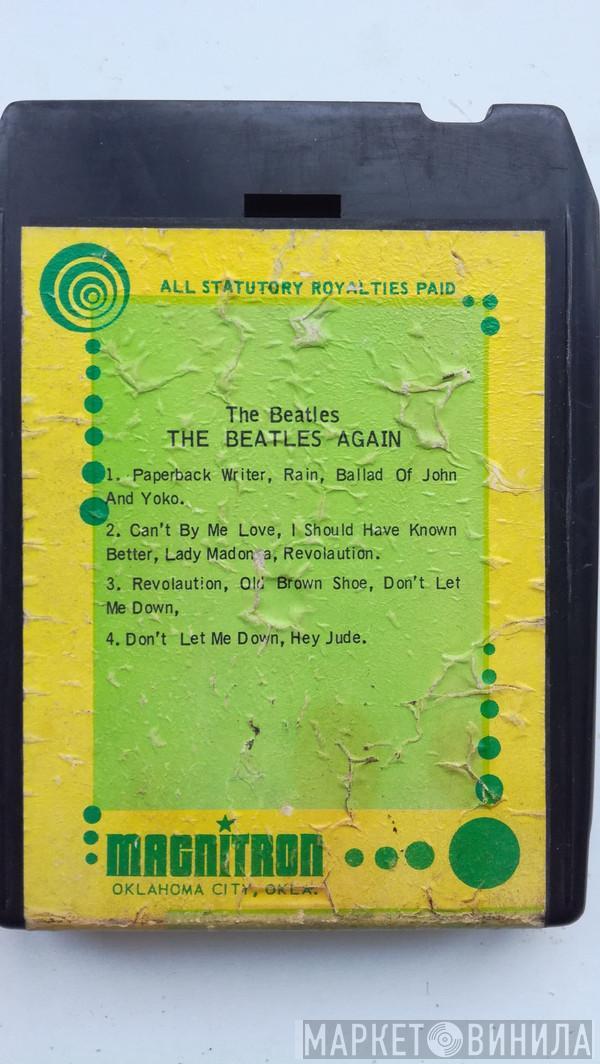 ALL STATUTORY ROYALTIES PAID
The Beatles
THE BEATLES AGAIN
1. Paperback Writer, Rain, Ballad Of John
And Yoko.
2. Can't By Me Love, I Should Have Known
Better, Lady Madonna, Revolaution.
3. Revolaution, Old Brown Shoe, Don't Let
Me Down,
4. Don't Let Me Down, Hey Jude.
MAGNITRON
OKLAHOMA CITY, OKLA.
МАРКЕТ ВИНИЛА